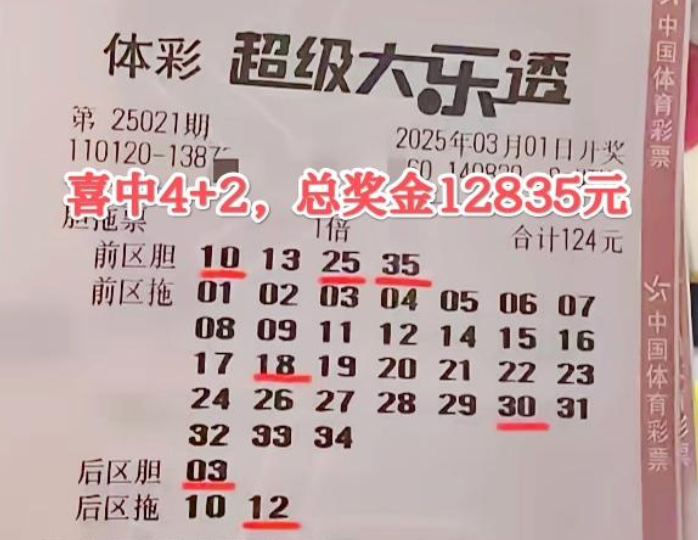 体彩 超级大乐透
第 25021期
2025年03月01日开奖
110120-1387
喜中4+2，总奖金12835元
胆拖票 1倍 合计124元
前区胆 10 13 25 35
前区拖 01 02 03 04 05 06 07
08 09 11 12 14 15 16
17 18 19 20 21 22 23
24 26 27 28 29 30 31
32 33 34
后区胆 03
后区拖 10 12
中国体育彩票
中国体育彩票